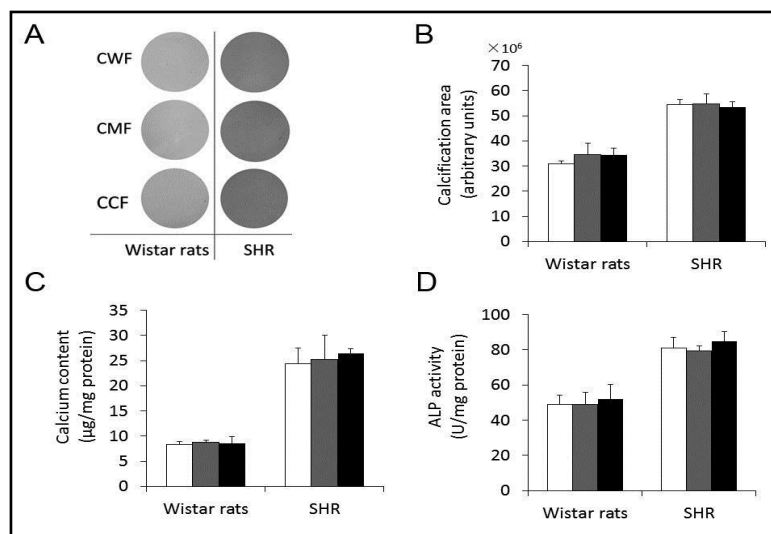 A
CWF
CMF
CCF
Wistar rats SHR
B
×10⁶
Calcification area
(arbitrary units)
70
60
50
40
30
20
10
0
Wistar rats SHR
C
Calcium content
(μg/mg protein)
35
30
25
20
15
10
5
0
Wistar rats SHR
D
ALP activity
(U/mg protein)
100
80
60
40
20
0
Wistar rats SHR